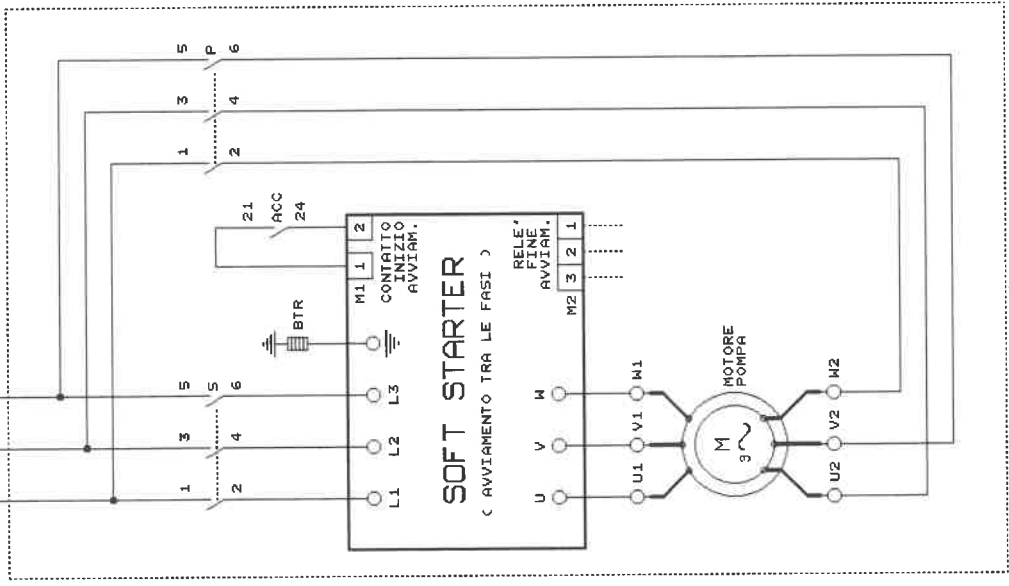 1 3 5 1 3 5
S P
2 4 6 2 4 6
21
ACC
24
BTR
M1 1 2
CONTATTO
INIZIO
AVVIAM.
L1 L2 L3
SOFT STARTER
( AVVIAMENTO TRA LE FASI )
RELE'
FINE
AVVIAM.
U V W
M2 3 2 1
U1 V1 W1
MOTORE
POMPA
M
3~
U2 V2 W2